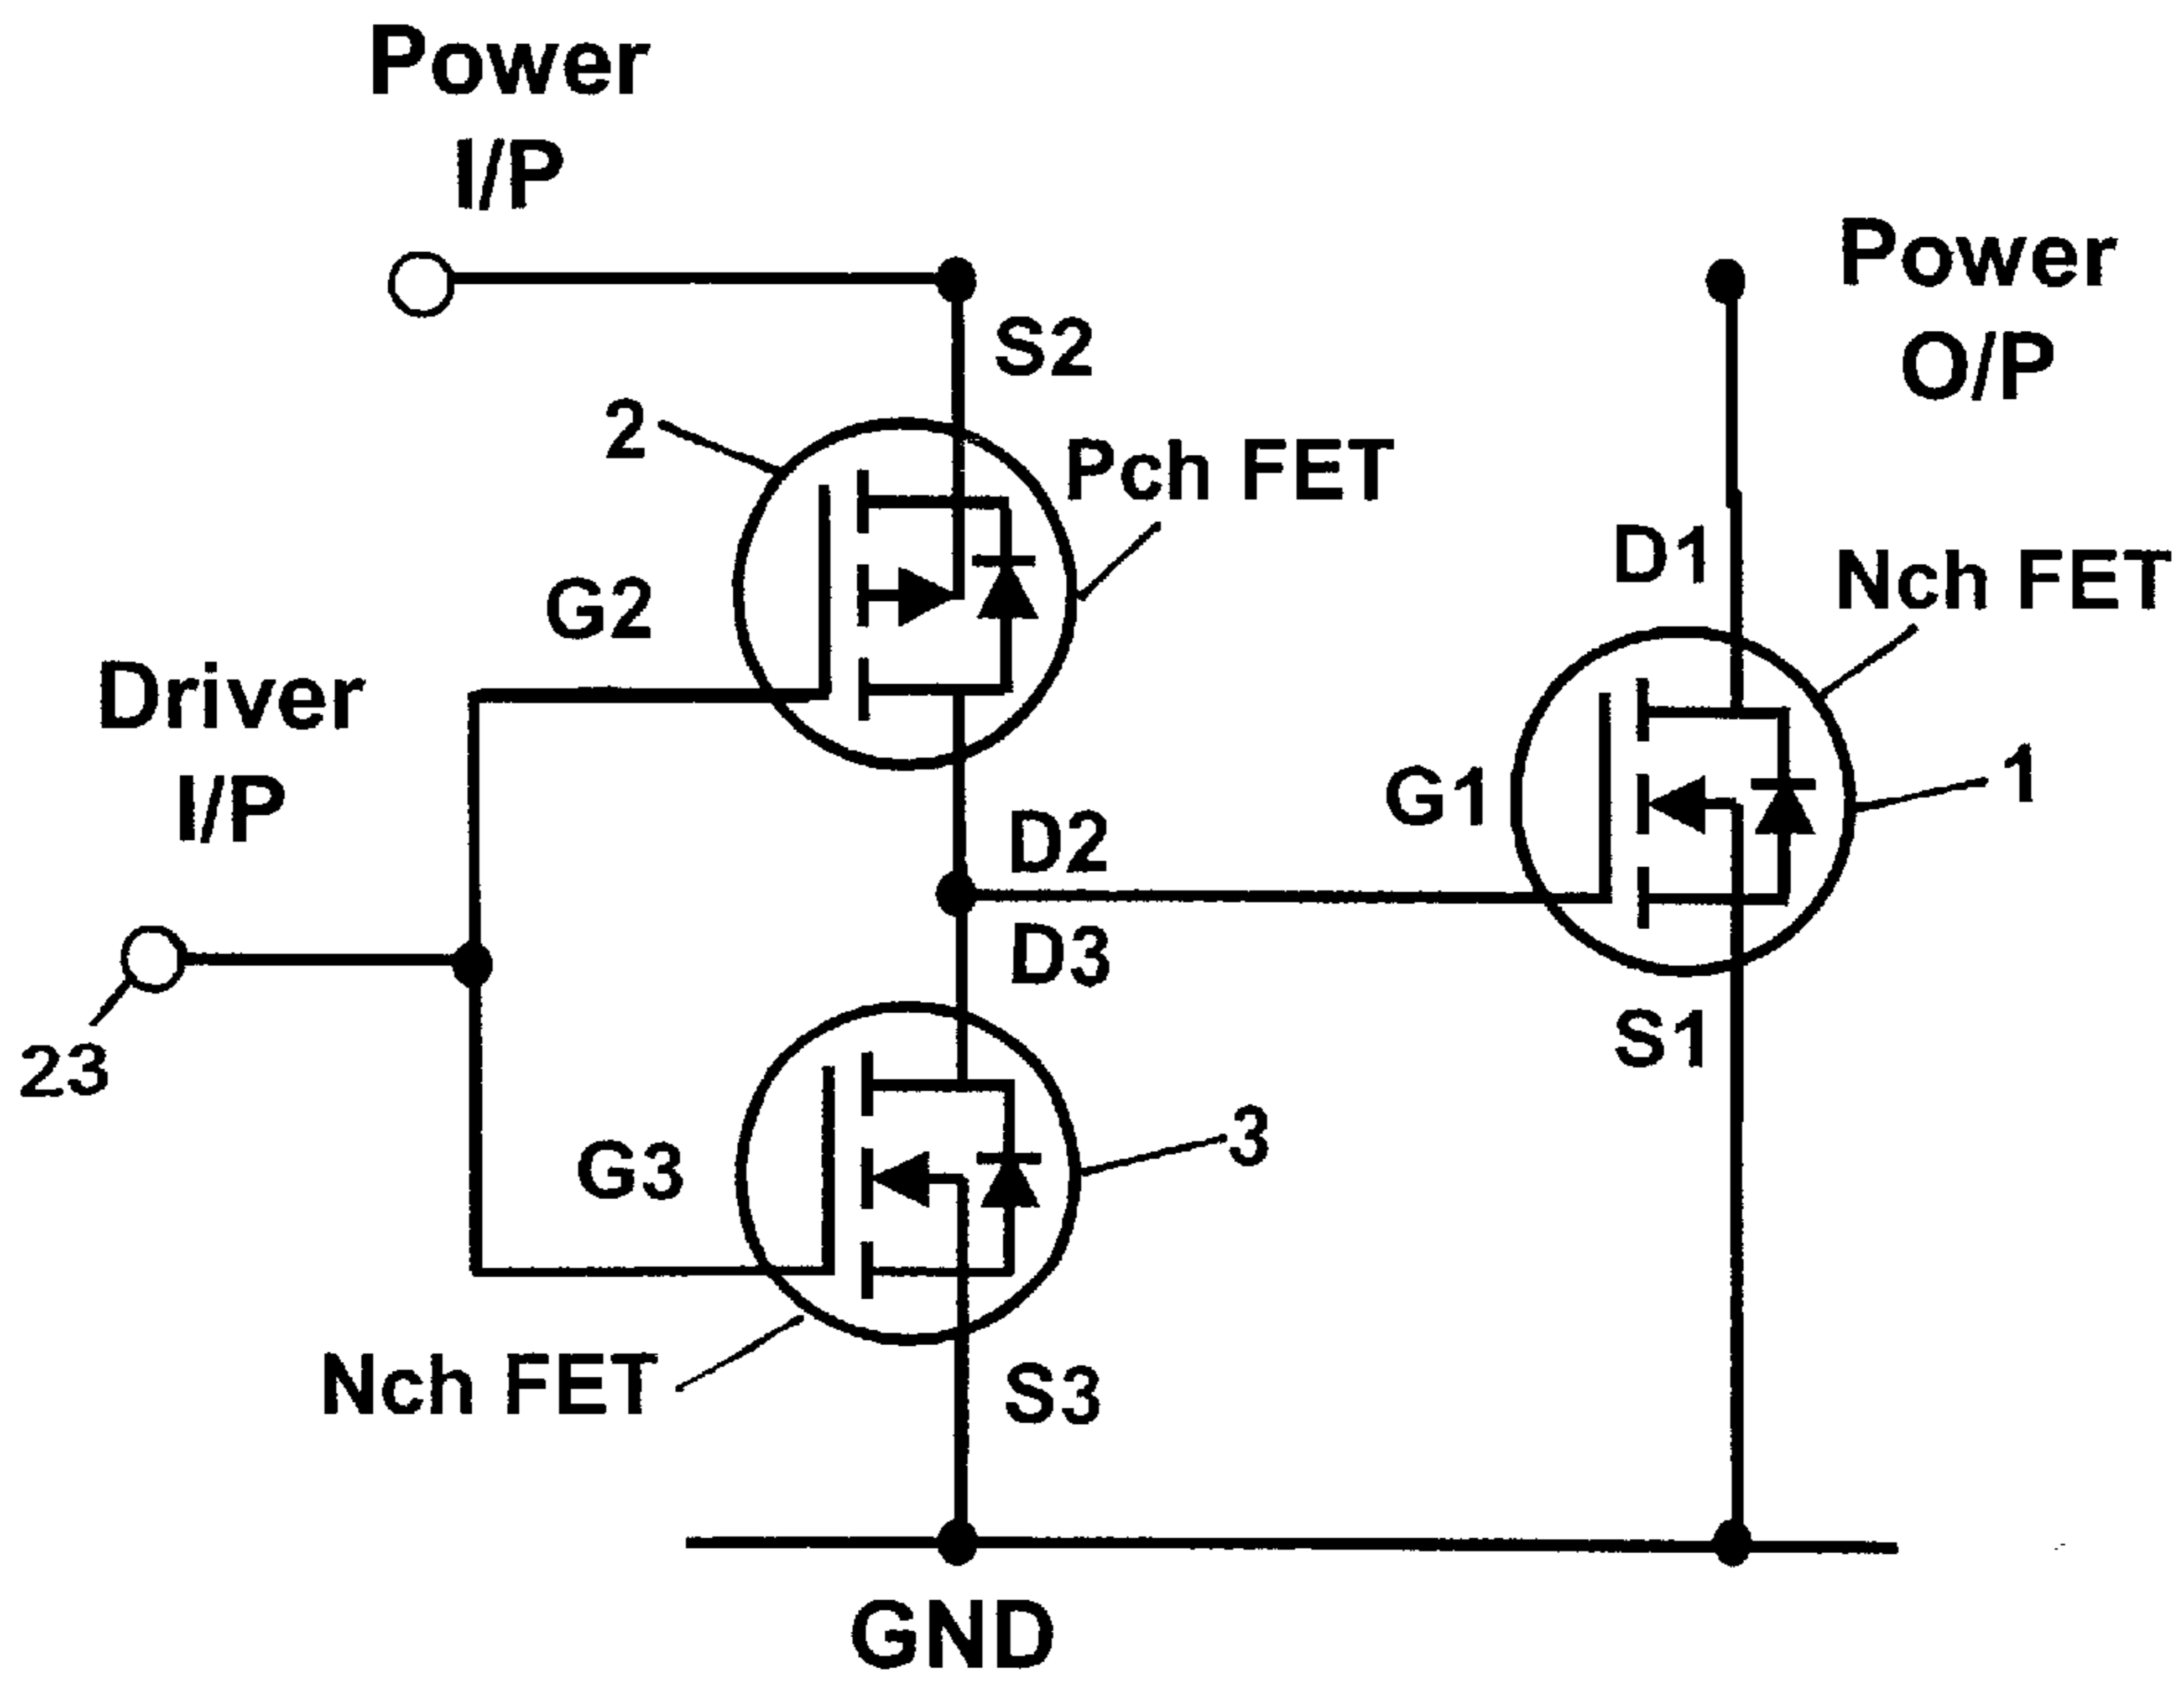 Power
I/P
Power
O/P
S2
2
Pch FET
D1
Nch FET
G2
Driver
I/P
G1
1
D2
D3
S1
23
G3
3
Nch FET
S3
GND